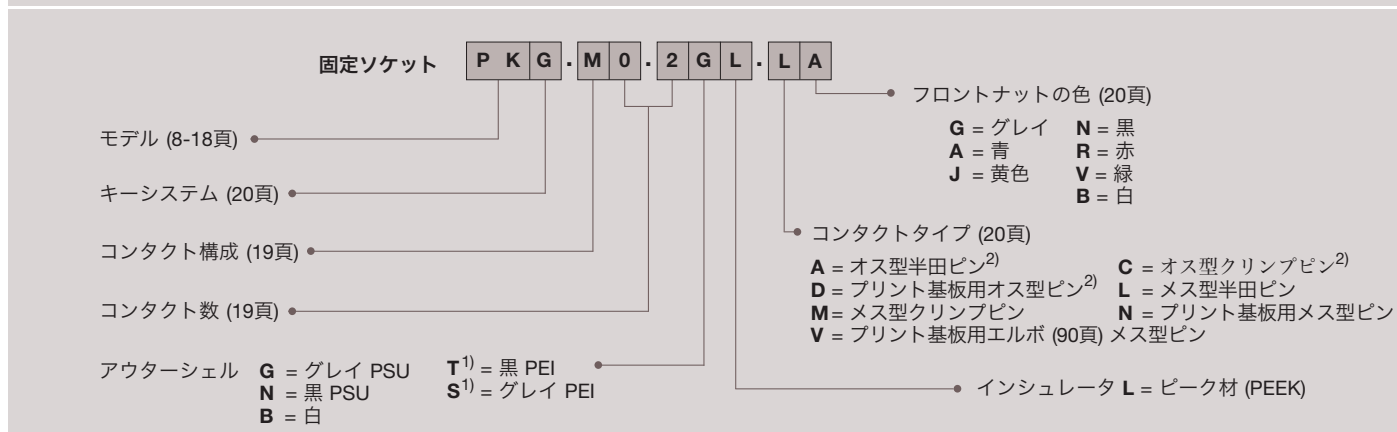 固定ソケット PKG.M0.2GL.LA
フロントナットの色 (20頁)
G = グレイ N = 黒
A = 青 R = 赤
J = 黄色 V = 緑
B = 白
モデル (8-18頁)
キーシステム (20頁)
コンタクト構成 (19頁)
コンタクト数 (19頁)
コンタクトタイプ (20頁)
A = オス型半田ピン2) C = オス型クリンプピン2)
D = プリント基板用オス型ピン2) L = メス型半田ピン
M = メス型クリンプピン N = プリント基板用メス型ピン
V = プリント基板用エルボ (90頁) メス型ピン
アウターシェル G = グレイ PSU T1) = 黒 PEI
N = 黒 PSU S1) = グレイ PEI
B = 白
インシュレータ L = ピーク材 (PEEK)